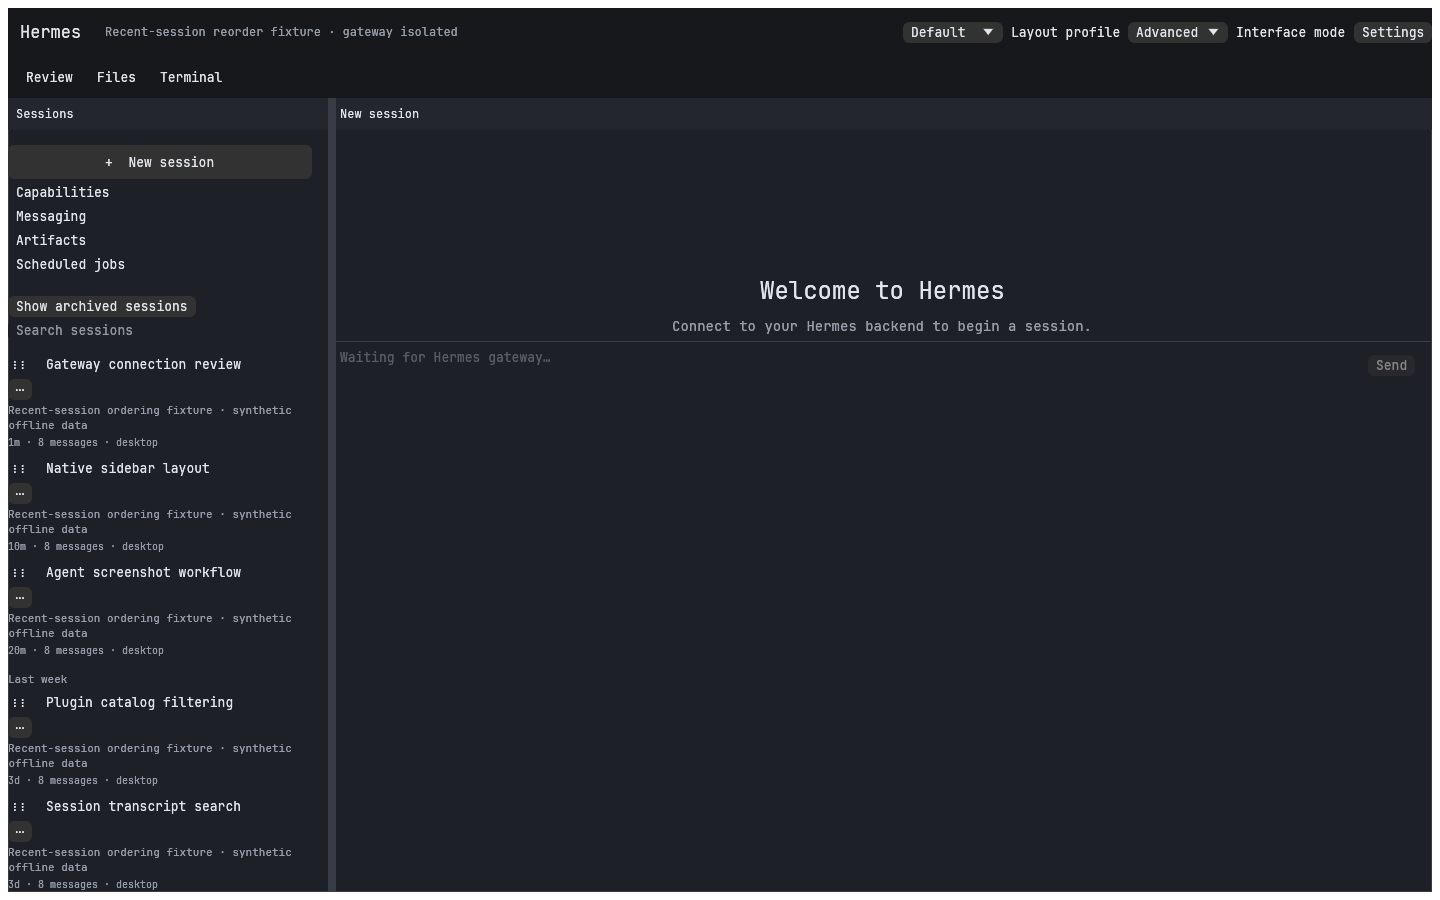 Hermes
Recent-session reorder fixture · gateway isolated
Default
Layout profile
Advanced
Interface mode
Settings
Review
Files
Terminal
Sessions
New session
+ New session
Capabilities
Messaging
Artifacts
Scheduled jobs
Show archived sessions
Search sessions
Gateway connection review
…
Recent-session ordering fixture · synthetic
offline data
1m · 8 messages · desktop
Native sidebar layout
…
Recent-session ordering fixture · synthetic
offline data
10m · 8 messages · desktop
Agent screenshot workflow
…
Recent-session ordering fixture · synthetic
offline data
20m · 8 messages · desktop
Last week
Plugin catalog filtering
…
Recent-session ordering fixture · synthetic
offline data
3d · 8 messages · desktop
Session transcript search
…
Recent-session ordering fixture · synthetic
offline data
3d · 8 messages · desktop
Welcome to Hermes
Connect to your Hermes backend to begin a session.
Waiting for Hermes gateway…
Send